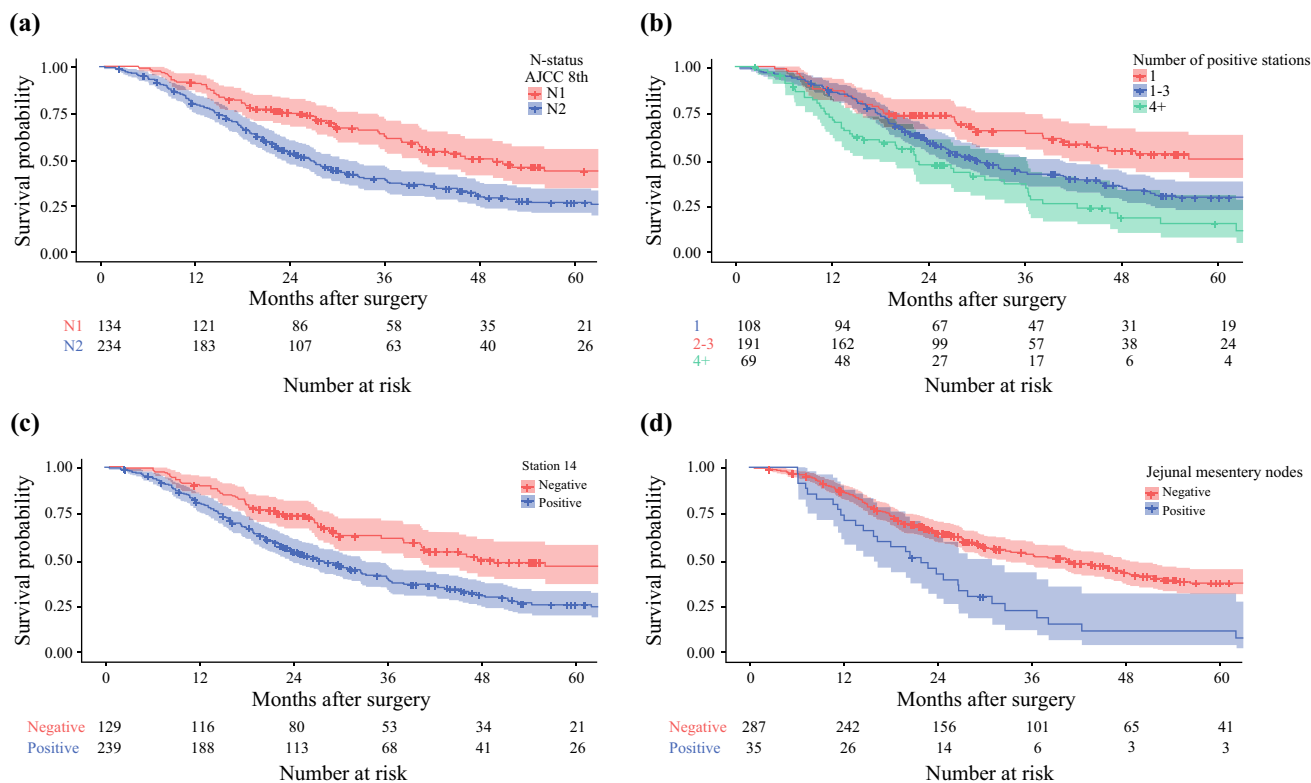 (a)
N-status
AJCC 8th
N1
N2
Survival probability
1.00
0.75
0.50
0.25
0.00
0 12 24 36 48 60
Months after surgery
N1 134 121 86 58 35 21
N2 234 183 107 63 40 26
Number at risk
(b)
Number of positive stations
1
1-3
4+
Survival probability
1.00
0.75
0.50
0.25
0.00
0 12 24 36 48 60
Months after surgery
1 108 94 67 47 31 19
2-3 191 162 99 57 38 24
4+ 69 48 27 17 6 4
Number at risk
(c)
Station 14
Negative
Positive
Survival probability
1.00
0.75
0.50
0.25
0.00
0 12 24 36 48 60
Months after surgery
Negative 129 116 80 53 34 21
Positive 239 188 113 68 41 26
Number at risk
(d)
Jejunal mesentery nodes
Negative
Positive
Survival probability
1.00
0.75
0.50
0.25
0.00
0 12 24 36 48 60
Months after surgery
Negative 287 242 156 101 65 41
Positive 35 26 14 6 3 3
Number at risk